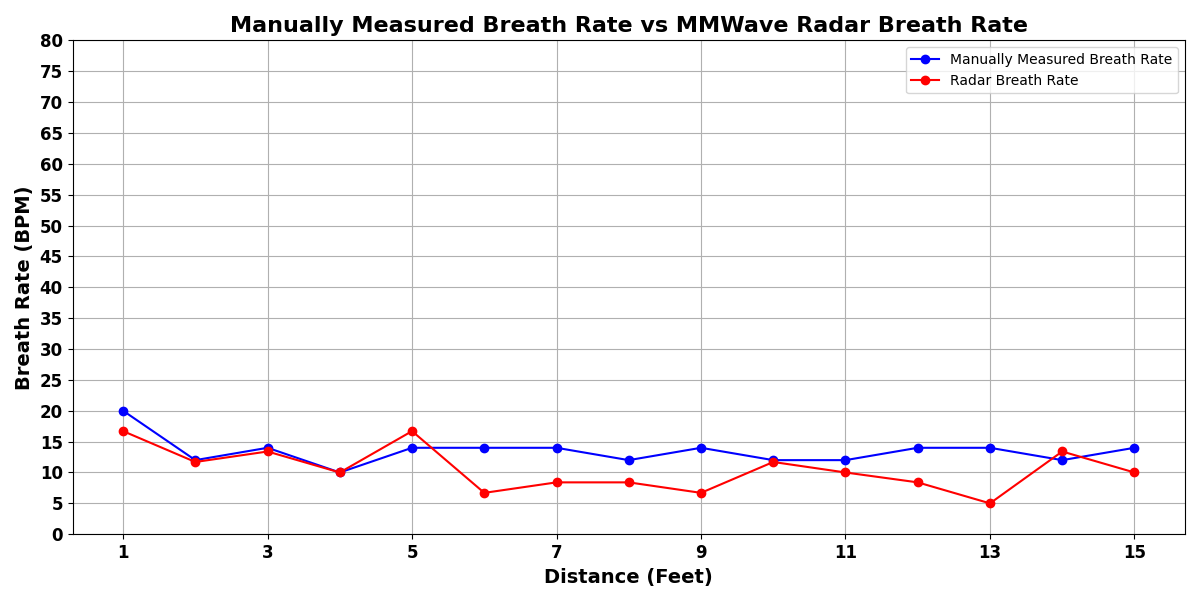 Manually Measured Breath Rate vs MMWave Radar Breath Rate
Manually Measured Breath Rate
Radar Breath Rate
Breath Rate (BPM)
80
75
70
65
60
55
50
45
40
35
30
25
20
15
10
5
0
1 3 5 7 9 11 13 15
Distance (Feet)